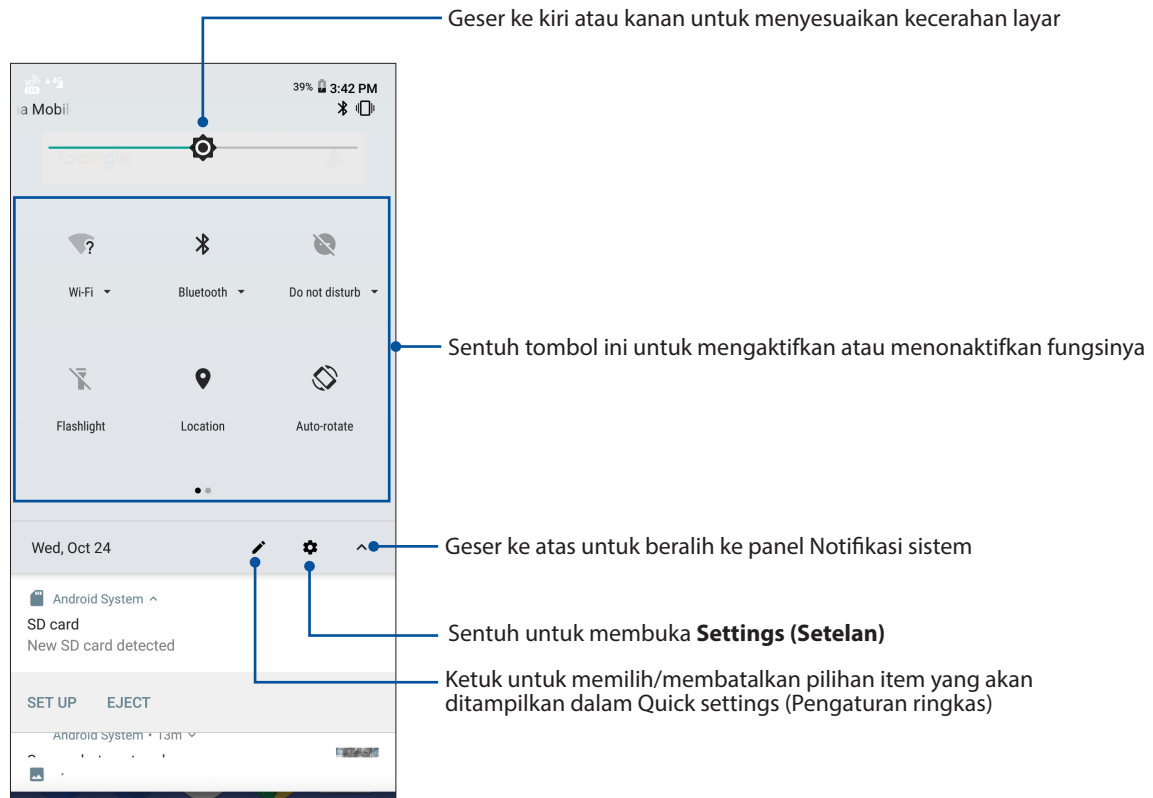 Geser ke kiri atau kanan untuk menyesuaikan kecerahan layar
39% 3:42 PM
a Mobil
Google
?
Wi-Fi Bluetooth Do not disturb
Sentuh tombol ini untuk mengaktifkan atau menonaktifkan fungsinya
Flashlight Location Auto-rotate
Wed, Oct 24
Geser ke atas untuk beralih ke panel Notifikasi sistem
Android System
SD card
New SD card detected
Sentuh untuk membuka Settings (Setelan)
Ketuk untuk memilih/membatalkan pilihan item yang akan
ditampilkan dalam Quick settings (Pengaturan ringkas)
SET UP EJECT
Android System • 13m